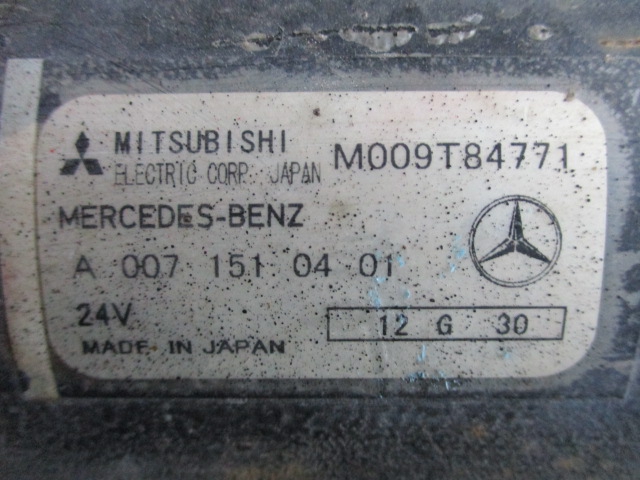 MITSUBISHI M009T84771
ELECTRIC CORP. JAPAN
MERCEDES-BENZ
A 007 151 04 01
24V 12 G 30
MADE IN JAPAN